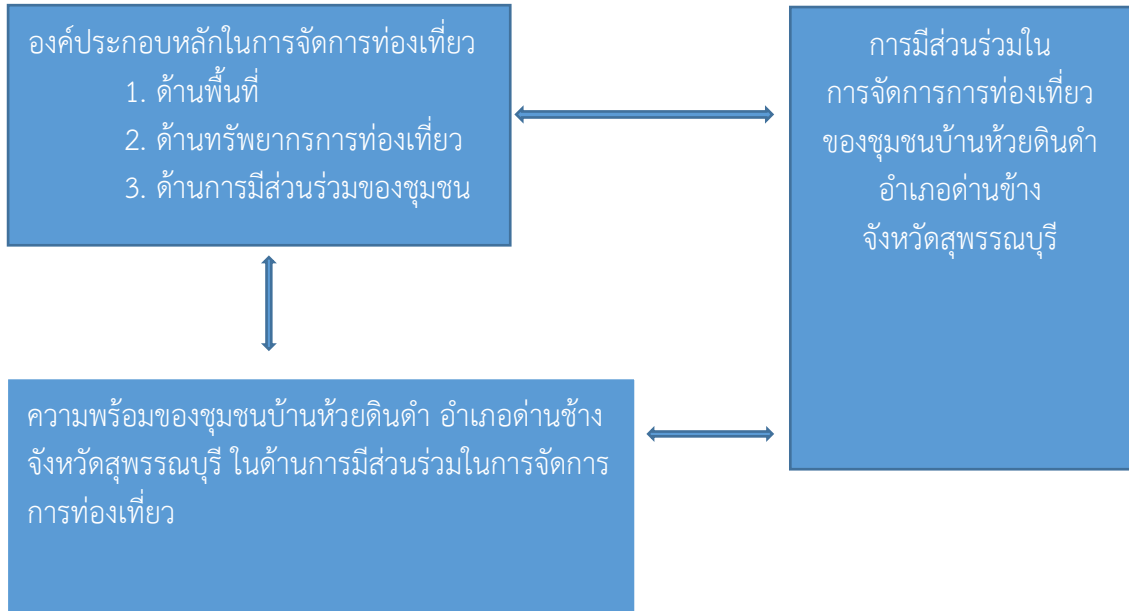 องค์ประกอบหลักในการจัดการท่องเที่ยว
1. ด้านพื้นที่
2. ด้านทรัพยากรการท่องเที่ยว
3. ด้านการมีส่วนร่วมของชุมชน
การมีส่วนร่วมใน
การจัดการการท่องเที่ยว
ของชุมชนบ้านห้วยดินดำ
อำเภอด่านข้าง
จังหวัดสุพรรณบุรี
ความพร้อมของชุมชนบ้านห้วยดินดำ อำเภอด่านช้าง
จังหวัดสุพรรณบุรี ในด้านการมีส่วนร่วมในการจัดการ
การท่องเที่ยว